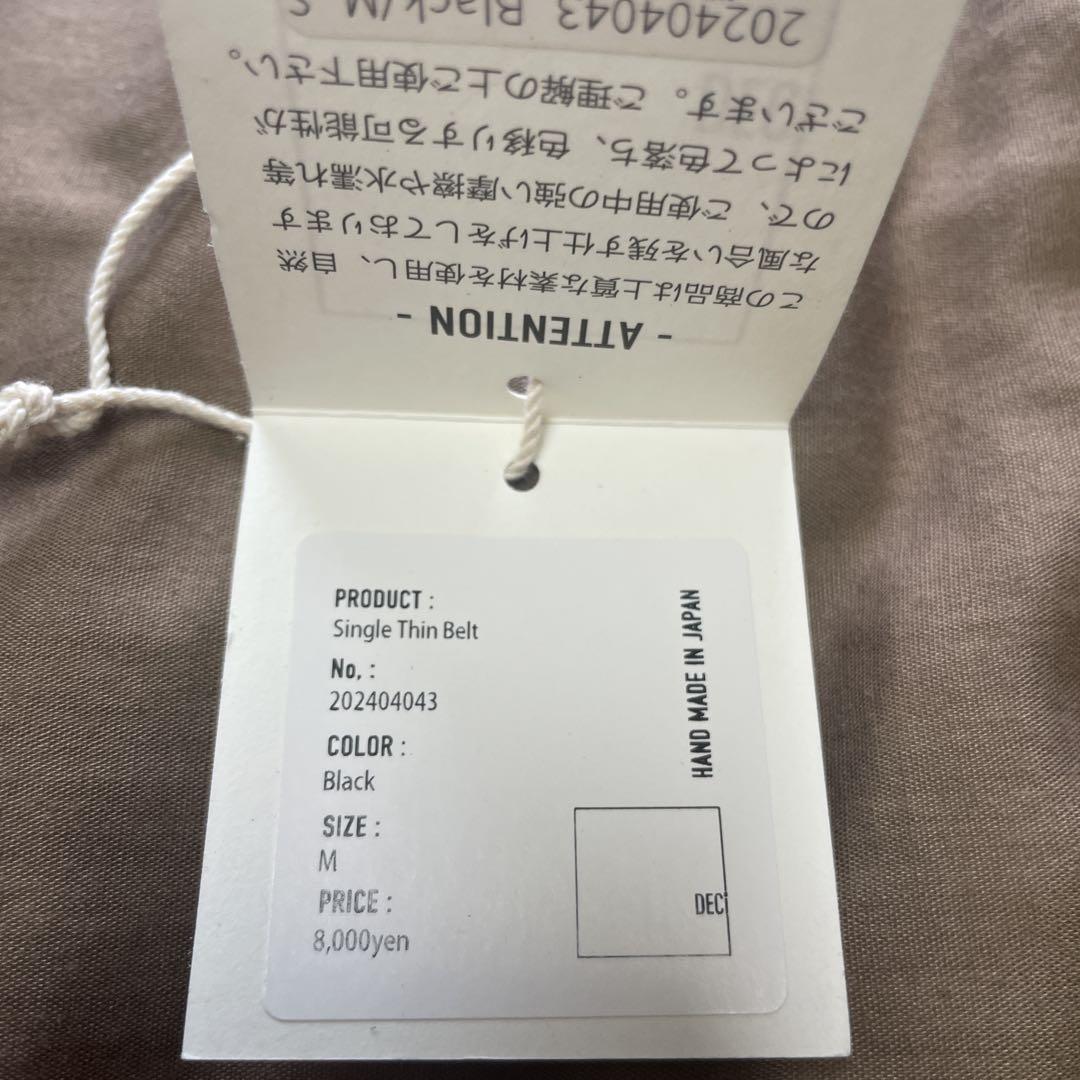 - ATTENTION -
この商品は上質な素材を使用し、自然
な風合いを残す仕上げをしております
ので、ご使用中の強い摩擦や水濡れ等
によって色落ち、色移りする可能性が
ございます。ご理解の上ご使用下さい。
202404043 Black/M S
PRODUCT :
Single Thin Belt
No, :
202404043
COLOR :
Black
SIZE :
M
PRICE :
8,000yen
HAND MADE IN JAPAN
DEC